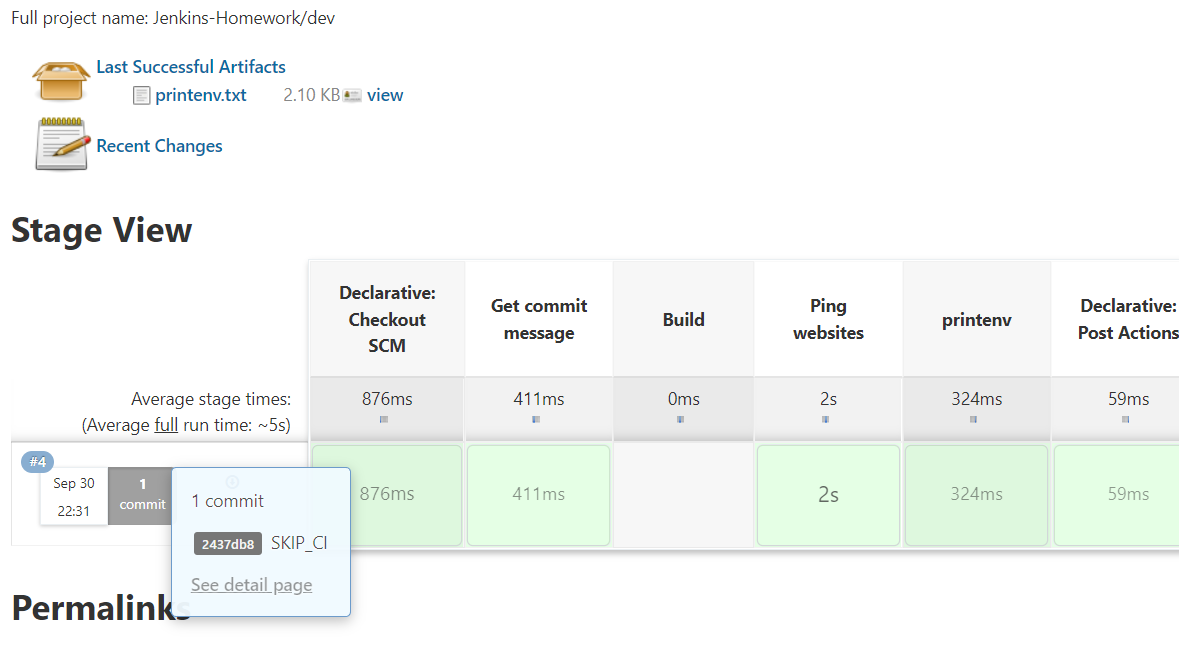 Full project name: Jenkins-Homework/dev
Last Successful Artifacts
printenv.txt 2.10 KB view
Recent Changes
Stage View
Declarative:
Checkout
SCM
Get commit
message
Build
Ping
websites
printenv
Declarative:
Post Actions
Average stage times:
(Average full run time: ~5s)
876ms 411ms 0ms 2s 324ms 59ms
#4
Sep 30
22:31
1
commit
1 commit
2437db8 SKIP_CI
See detail page
876ms 411ms 2s 324ms 59ms
Permalinks